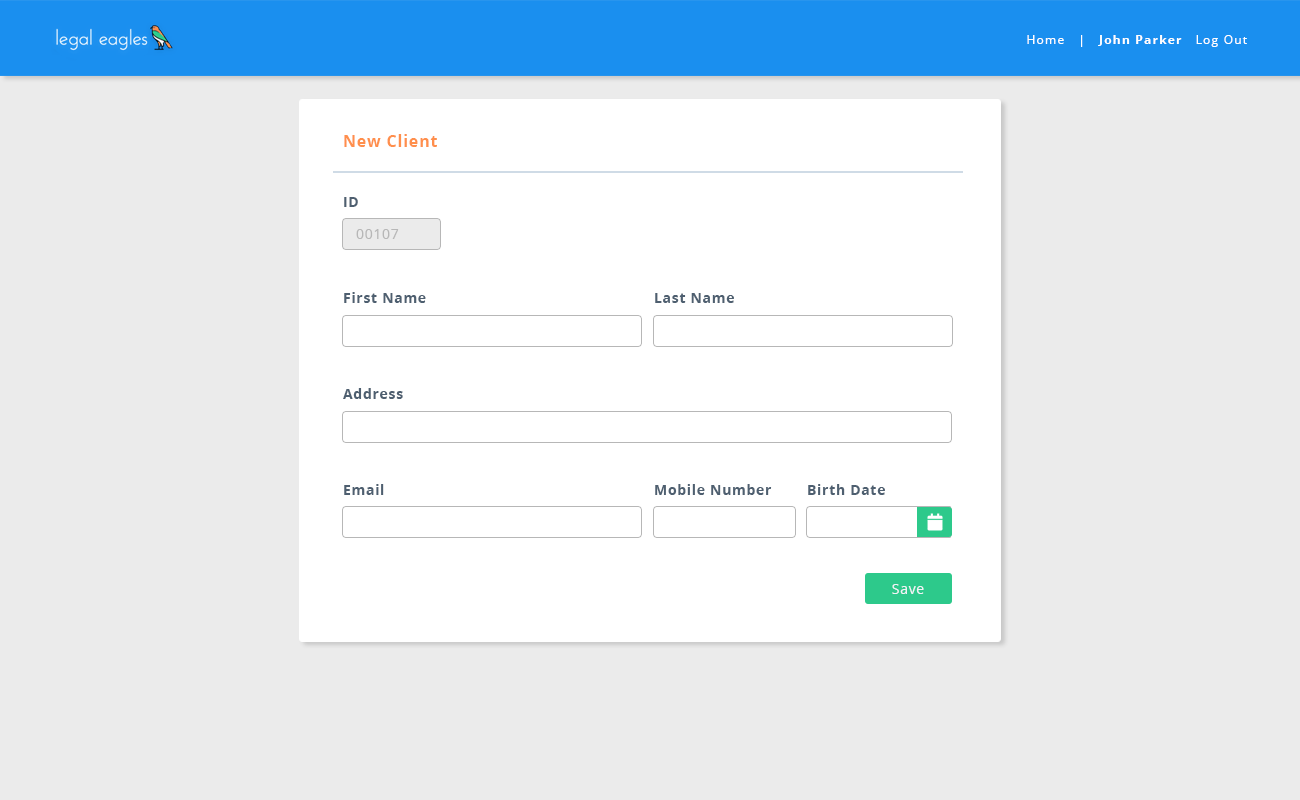 legal eagles
Home | John Parker Log Out
New Client
ID
00107
First Name Last Name
Address
Email Mobile Number Birth Date
Save